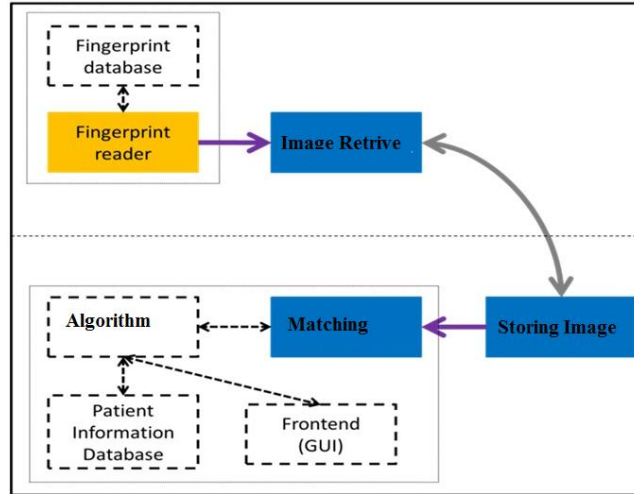 Fingerprint
database
Fingerprint
reader
Image Retrive
Algorithm
Matching
Storing Image
Patient
Information
Database
Frontend
(GUI)